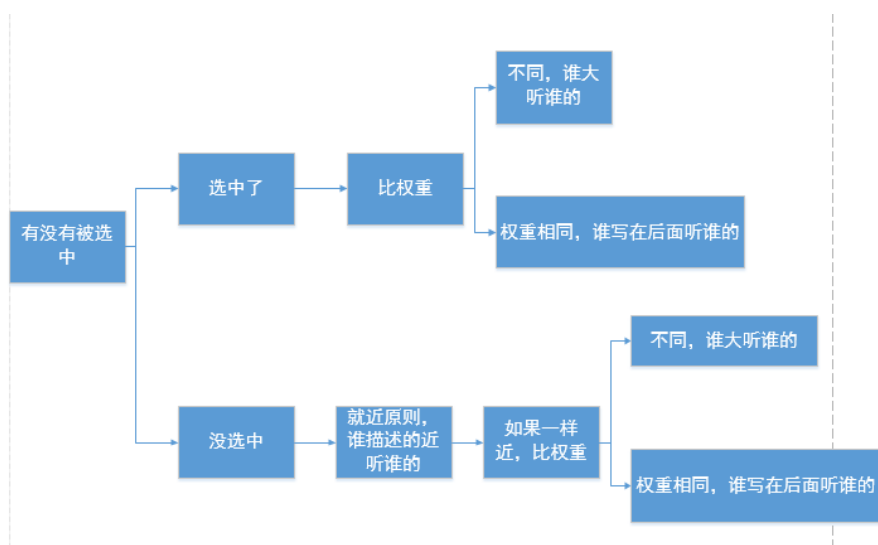 不同，谁大
听谁的
选中了
比权重
有没有被选
中
权重相同，谁写在后面听谁的
不同，谁大听谁的
没选中
就近原则，
谁描述的近
听谁的
如果一样
近，比权重
权重相同，谁写在后面听谁的